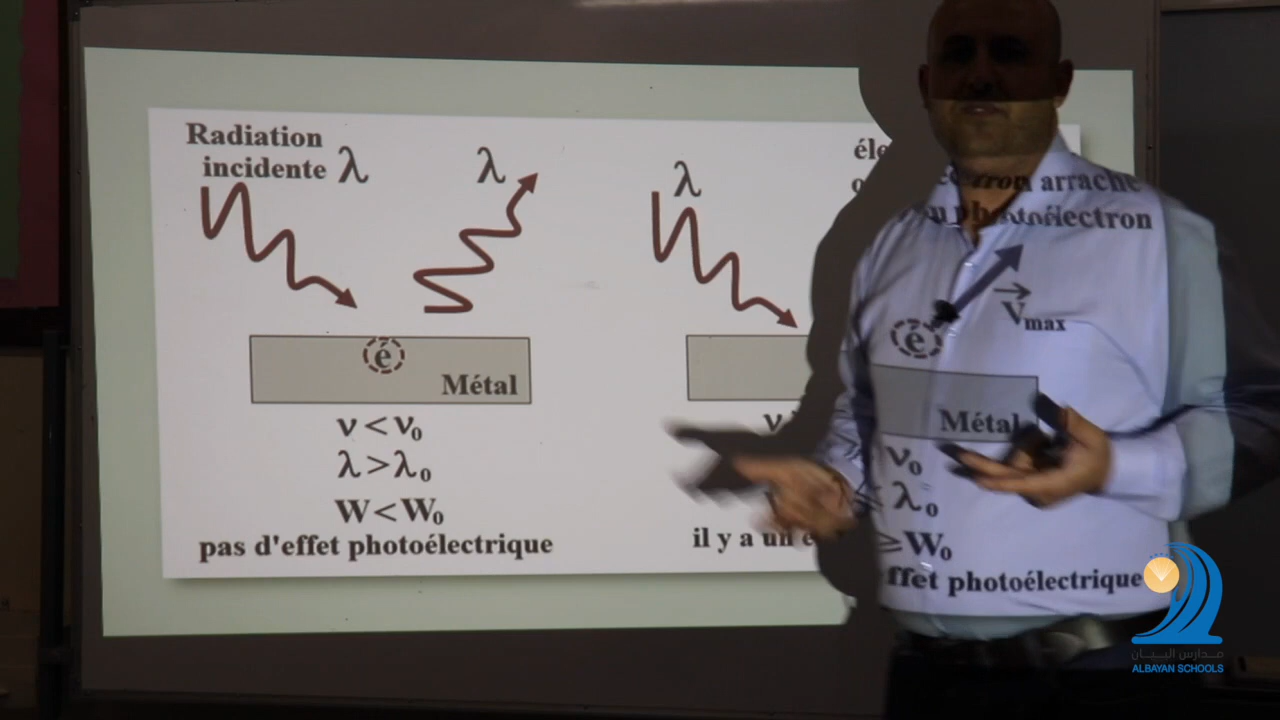 Radiation
incidente λ
λ
é
Métal
ν < ν₀
λ > λ₀
W < W₀
pas d'effet photoélectrique
λ
arraché
photoélectron
V⃗max
é
Métal
ν₀
λ₀
≥ W₀
il y a un effet photoélectrique
مدارس البيان
ALBAYAN SCHOOLS